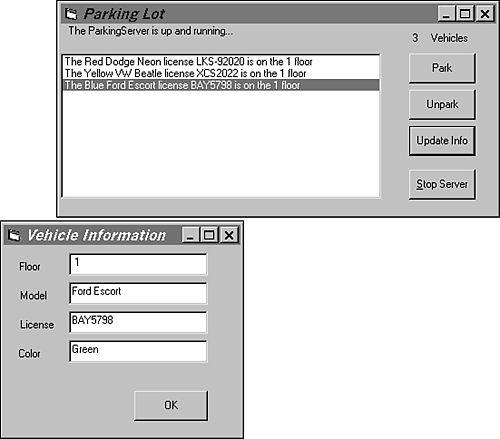 Parking Lot
The ParkingServer is up and running...
3 Vehicles
The Red Dodge Neon license LKS-92020 is on the 1 floor
The Yellow VW Beatle license XCS2022 is on the 1 floor
The Blue Ford Escort license BAY5798 is on the 1 floor
Park
Unpark
Update Info
Stop Server
Vehicle Information
Floor 1
Model Ford Escort
License BAY5798
Color Green
OK